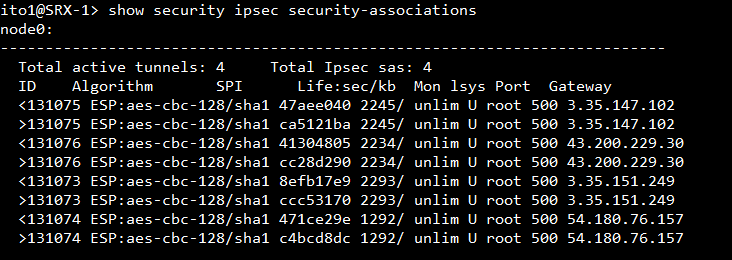 ito1@SRX-1> show security ipsec security-associations
node0:
--------------------------------------------------------------------------
Total active tunnels: 4     Total Ipsec sas: 4
ID    Algorithm       SPI      Life:sec/kb  Mon lsys Port  Gateway
<131075 ESP:aes-cbc-128/sha1 47aee040 2245/ unlim U root 500 3.35.147.102
>131075 ESP:aes-cbc-128/sha1 ca5121ba 2245/ unlim U root 500 3.35.147.102
<131076 ESP:aes-cbc-128/sha1 41304805 2234/ unlim U root 500 43.200.229.30
>131076 ESP:aes-cbc-128/sha1 cc28d290 2234/ unlim U root 500 43.200.229.30
<131073 ESP:aes-cbc-128/sha1 8efb17e9 2293/ unlim U root 500 3.35.151.249
>131073 ESP:aes-cbc-128/sha1 ccc53170 2293/ unlim U root 500 3.35.151.249
<131074 ESP:aes-cbc-128/sha1 471ce29e 1292/ unlim U root 500 54.180.76.157
>131074 ESP:aes-cbc-128/sha1 c4bcd8dc 1292/ unlim U root 500 54.180.76.157